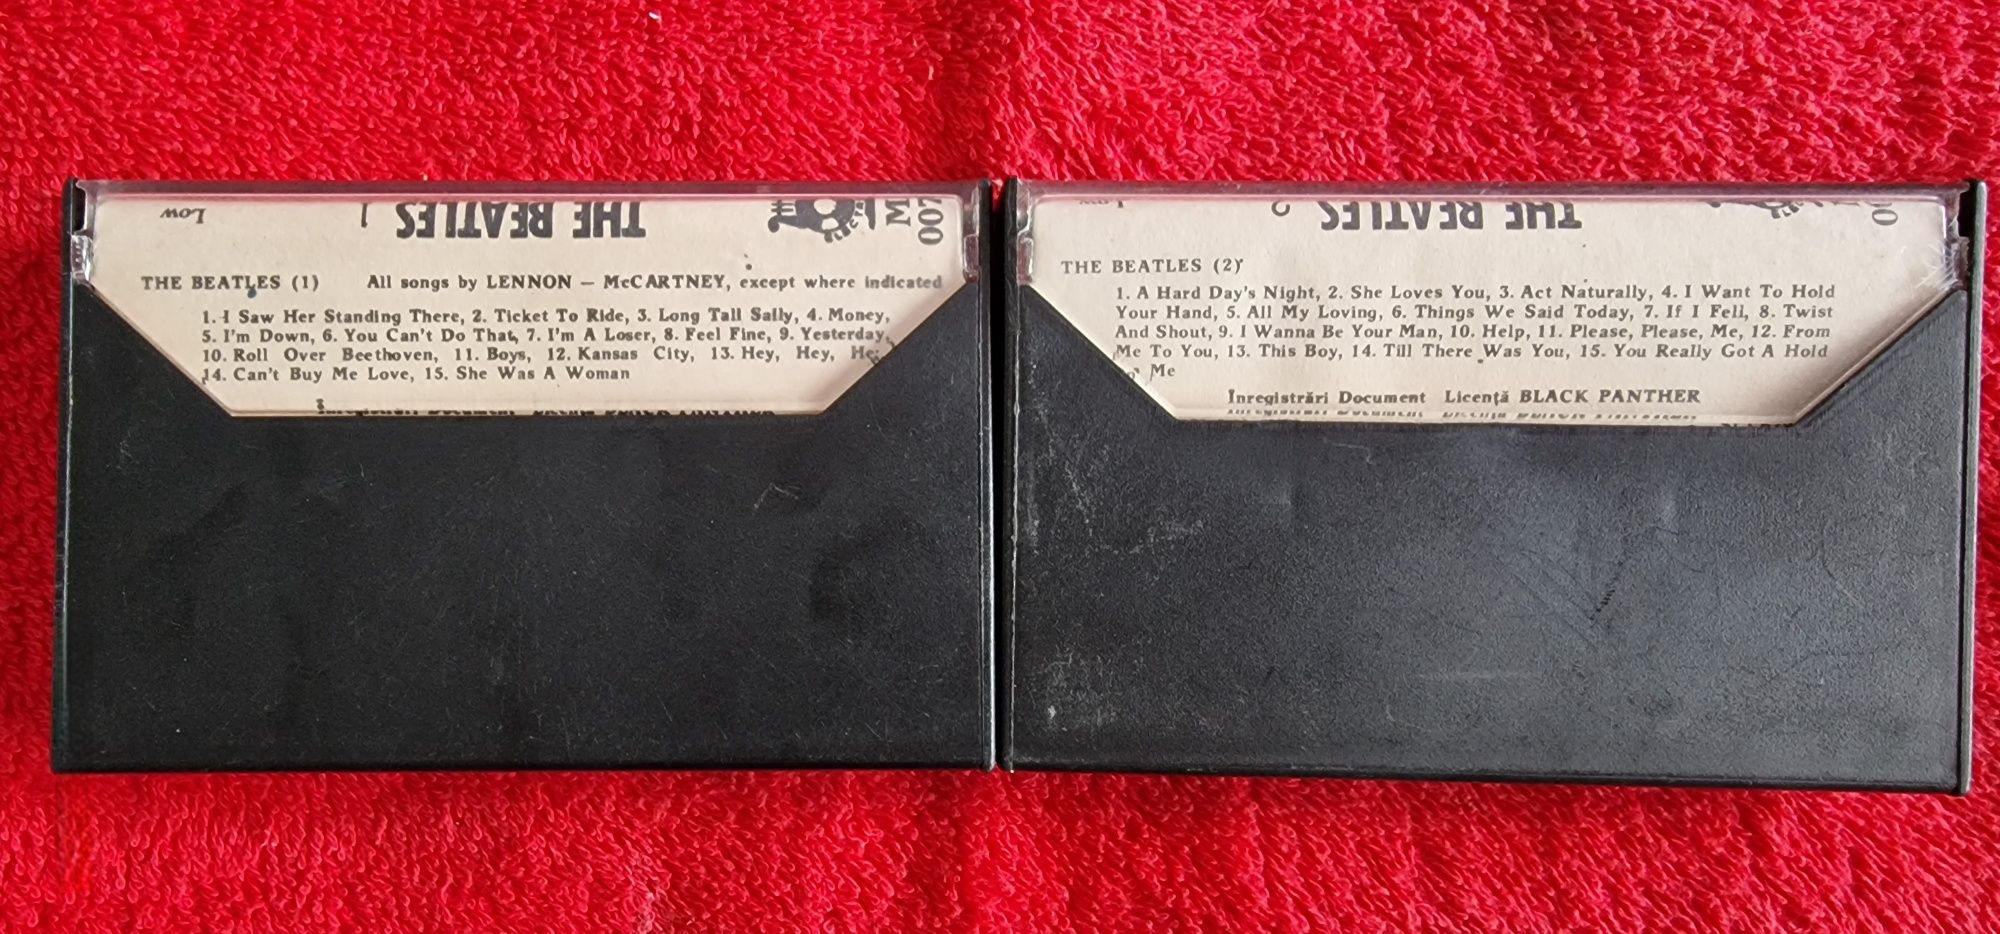 Low
1
THE BEATLES
M
007
THE BEATLES (1) All songs by LENNON — McCARTNEY, except where indicated
1. I Saw Her Standing There, 2. Ticket To Ride, 3. Long Tall Sally, 4. Money,
5. I'm Down, 6. You Can't Do That, 7. I'm A Loser, 8. Feel Fine, 9. Yesterday,
10. Roll Over Beethoven, 11. Boys, 12. Kansas City, 13. Hey, Hey,
14. Can't Buy Me Love, 15. She Was A Woman
2
THE BEATLES
THE BEATLES (2)
1. A Hard Day's Night, 2. She Loves You, 3. Act Naturally, 4. I Want To Hold
Your Hand, 5. All My Loving, 6. Things We Said Today, 7. If I Fell, 8. Twist
And Shout, 9. I Wanna Be Your Man, 10. Help, 11. Please, Please, Me, 12. From
Me To You, 13. This Boy, 14. Till There Was You, 15. You Really Got A Hold
Me
Înregistrări Document Licență BLACK PANTHER